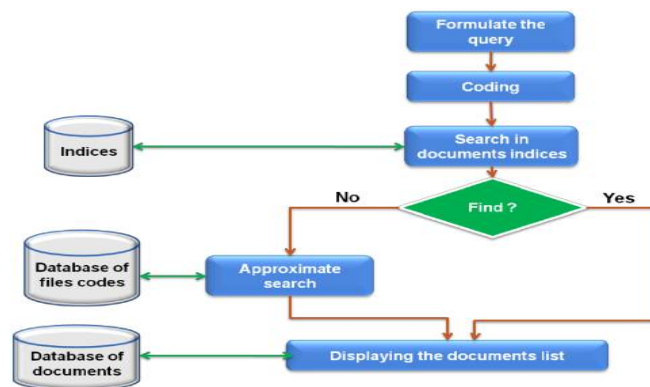 Formulate the
query
Coding
Search in
documents indices
Indices
Find ?
No
Yes
Database of
files codes
Approximate
search
Database of
documents
Displaying the documents list